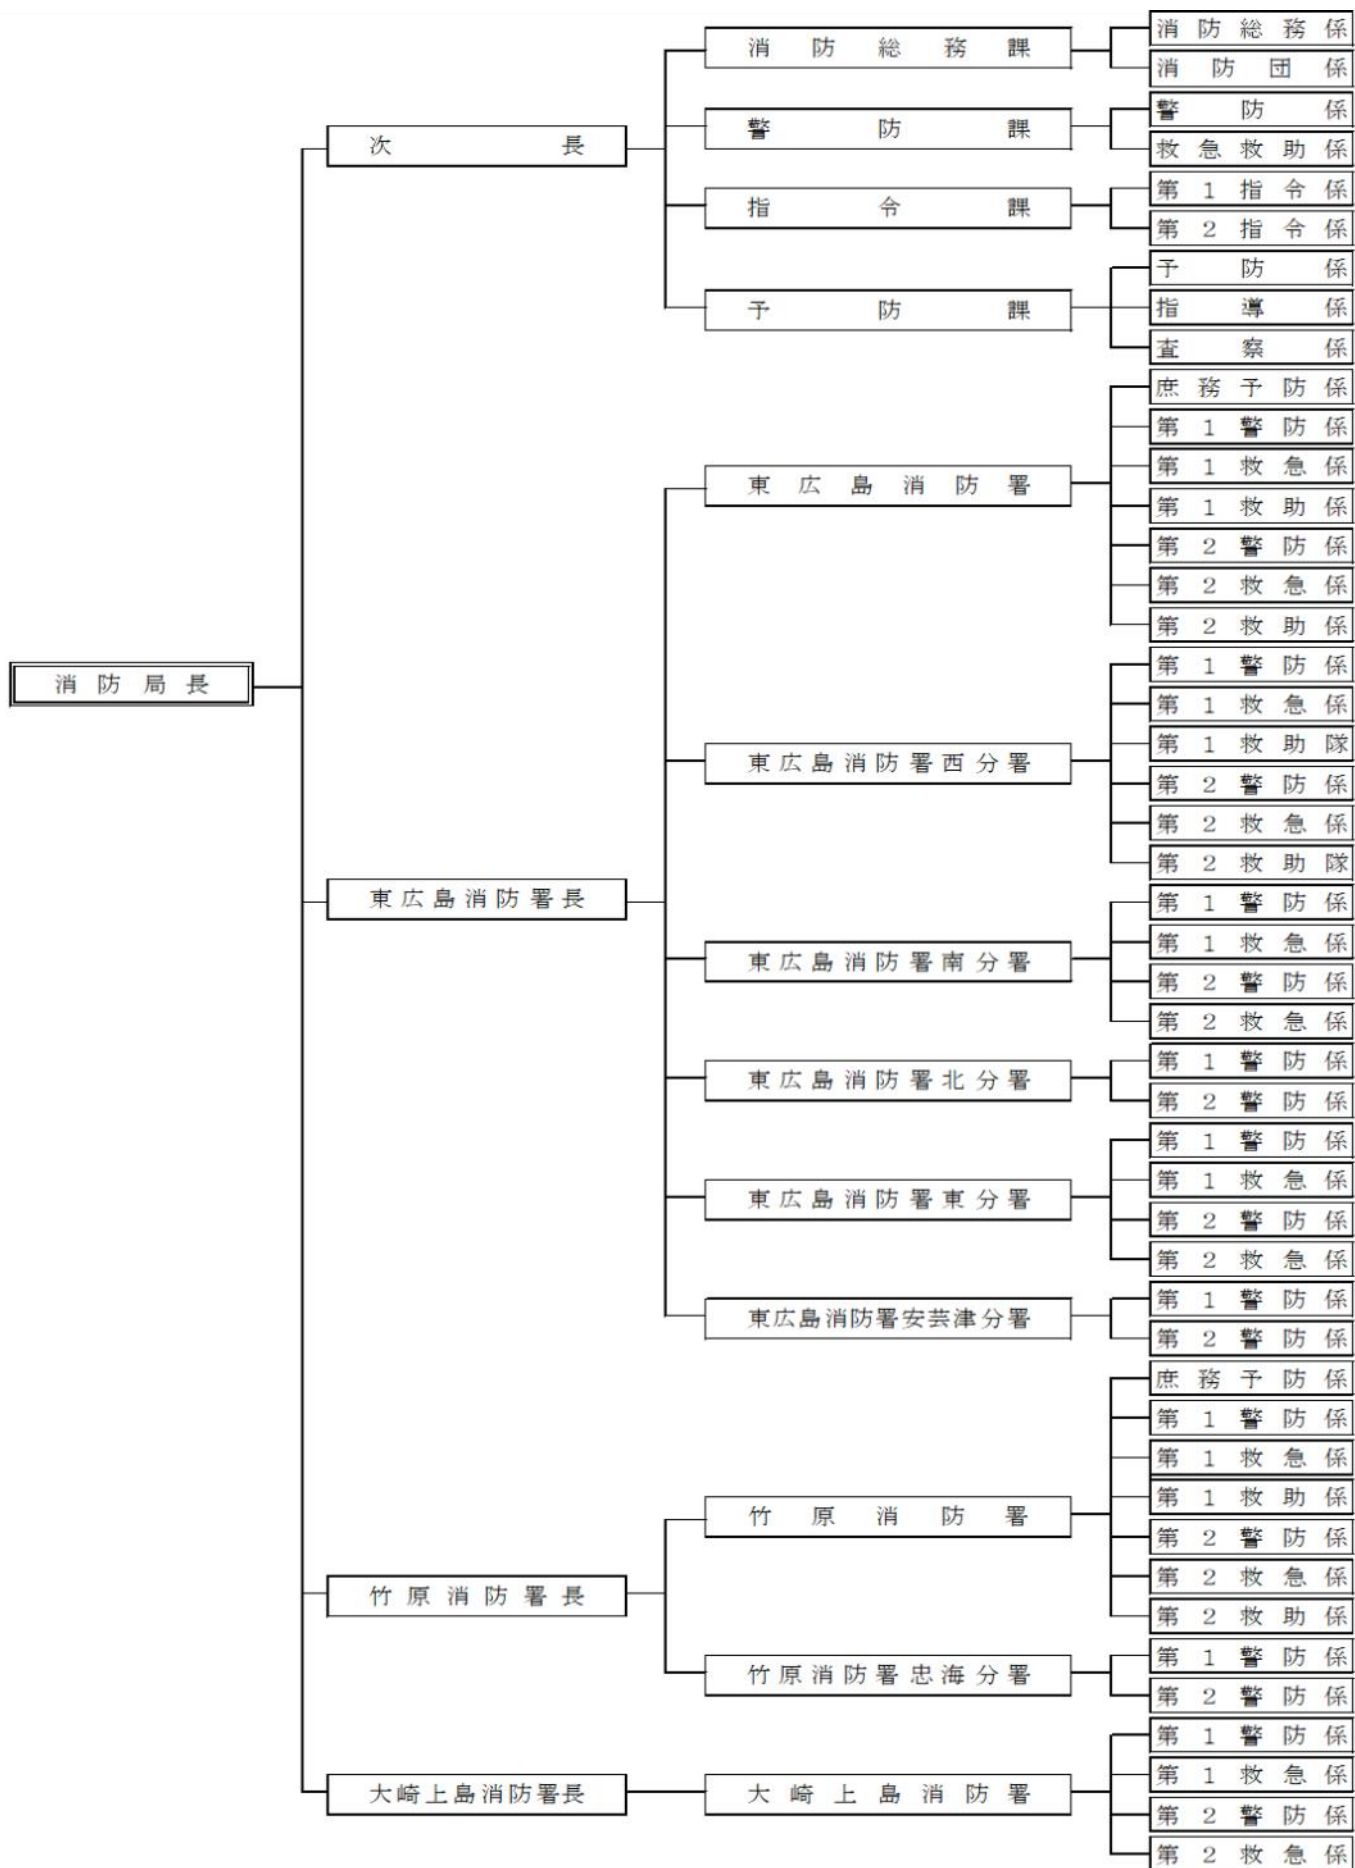 消防局長
次長
消防総務課
消防総務係
消防団係
警防課
警防係
救急救助係
指令課
第1指令係
第2指令係
予防課
予防係
指導係
査察係
東広島消防署長
東広島消防署
庶務予防係
第1警防係
第1救急係
第1救助係
第2警防係
第2救急係
第2救助係
東広島消防署西分署
第1警防係
第1救急係
第1救助隊
第2警防係
第2救急係
第2救助隊
東広島消防署南分署
第1警防係
第1救急係
第2警防係
第2救急係
東広島消防署北分署
第1警防係
第2警防係
東広島消防署東分署
第1警防係
第1救急係
第2警防係
第2救急係
東広島消防署安芸津分署
第1警防係
第2警防係
竹原消防署長
竹原消防署
庶務予防係
第1警防係
第1救急係
第1救助係
第2警防係
第2救急係
第2救助係
竹原消防署忠海分署
第1警防係
第2警防係
大崎上島消防署長
大崎上島消防署
第1警防係
第1救急係
第2警防係
第2救急係